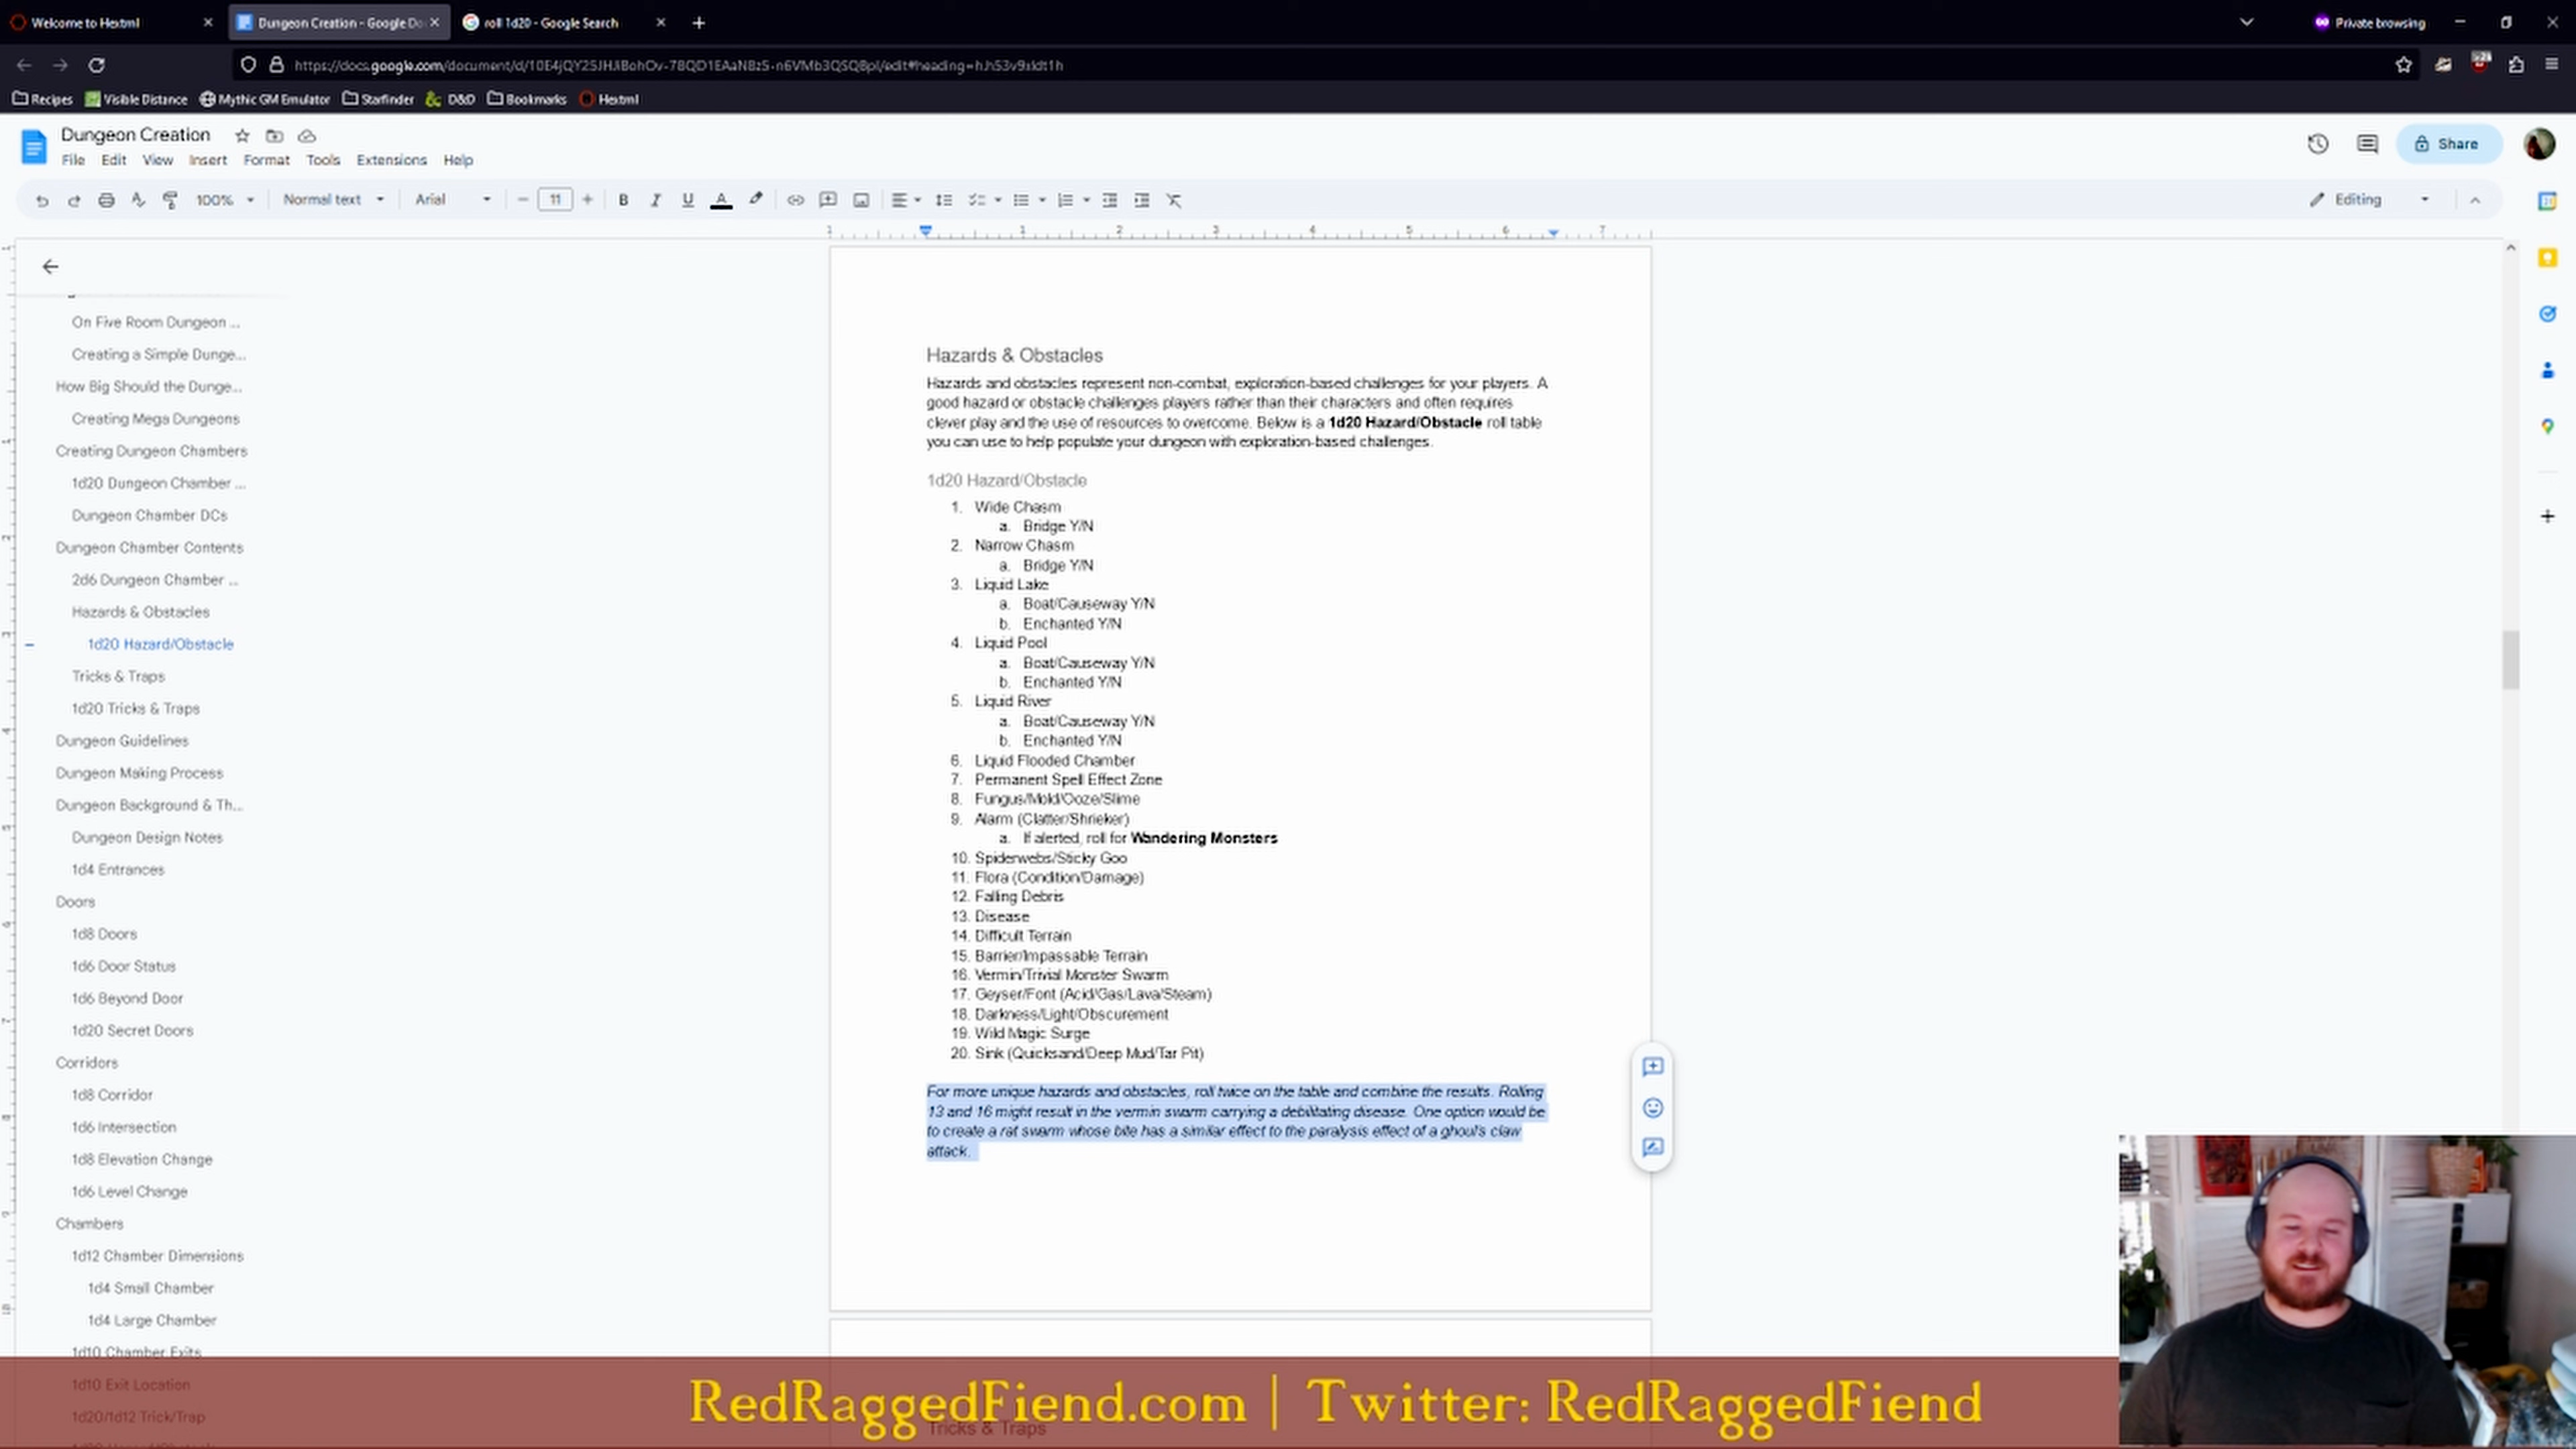 Welcome to Hextml
Dungeon Creation - Google Do
roll 1d20 - Google Search
Private browsing
Recipes
Visible Distance
Mythic GM Emulator
Starfinder
D&D
Bookmarks
Hextml
Dungeon Creation
File Edit View Insert Format Tools Extensions Help
Share
100%
Normal text
Arial
11
Editing
On Five Room Dungeon ...
Creating a Simple Dunge...
How Big Should the Dunge...
Creating Mega Dungeons
Creating Dungeon Chambers
1d20 Dungeon Chamber ...
Dungeon Chamber DCs
Dungeon Chamber Contents
2d6 Dungeon Chamber ...
Hazards & Obstacles
1d20 Hazard/Obstacle
Tricks & Traps
1d20 Tricks & Traps
Dungeon Guidelines
Dungeon Making Process
Dungeon Background & Th...
Dungeon Design Notes
1d4 Entrances
Doors
1d8 Doors
1d6 Door Status
1d6 Beyond Door
1d20 Secret Doors
Corridors
1d8 Corridor
1d6 Intersection
1d8 Elevation Change
1d6 Level Change
Chambers
1d12 Chamber Dimensions
1d4 Small Chamber
1d4 Large Chamber
1d10 Chamber Exits
1d10 Exit Location
1d20/1d12 Trick/Trap
Hazards & Obstacles
Hazards and obstacles represent non-combat, exploration-based challenges for your players. A
good hazard or obstacle challenges players rather than their characters and often requires
clever play and the use of resources to overcome. Below is a 1d20 Hazard/Obstacle roll table
you can use to help populate your dungeon with exploration-based challenges.
1d20 Hazard/Obstacle
1. Wide Chasm
a. Bridge Y/N
2. Narrow Chasm
a. Bridge Y/N
3. Liquid Lake
a. Boat/Causeway Y/N
b. Enchanted Y/N
4. Liquid Pool
a. Boat/Causeway Y/N
b. Enchanted Y/N
5. Liquid River
a. Boat/Causeway Y/N
b. Enchanted Y/N
6. Liquid Flooded Chamber
7. Permanent Spell Effect Zone
8. Fungus/Mold/Ooze/Slime
9. Alarm (Clatter/Shrieker)
a. If alerted, roll for Wandering Monsters
10. Spiderwebs/Sticky Goo
11. Flora (Condition/Damage)
12. Falling Debris
13. Disease
14. Difficult Terrain
15. Barrier/Impassable Terrain
16. Vermin/Trivial Monster Swarm
17. Geyser/Font (Acid/Gas/Lava/Steam)
18. Darkness/Light/Obscurement
19. Wild Magic Surge
20. Sink (Quicksand/Deep Mud/Tar Pit)
For more unique hazards and obstacles, roll twice on the table and combine the results. Rolling
13 and 16 might result in the vermin swarm carrying a debilitating disease. One option would be
to create a rat swarm whose bite has a similar effect to the paralysis effect of a ghoul's claw
attack.
RedRaggedFiend.com | Twitter: RedRaggedFiend
Tricks & Traps